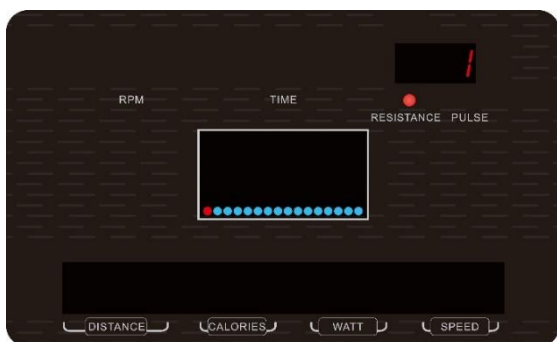 1
RPM TIME
RESISTANCE PULSE
DISTANCE CALORIES WATT SPEED